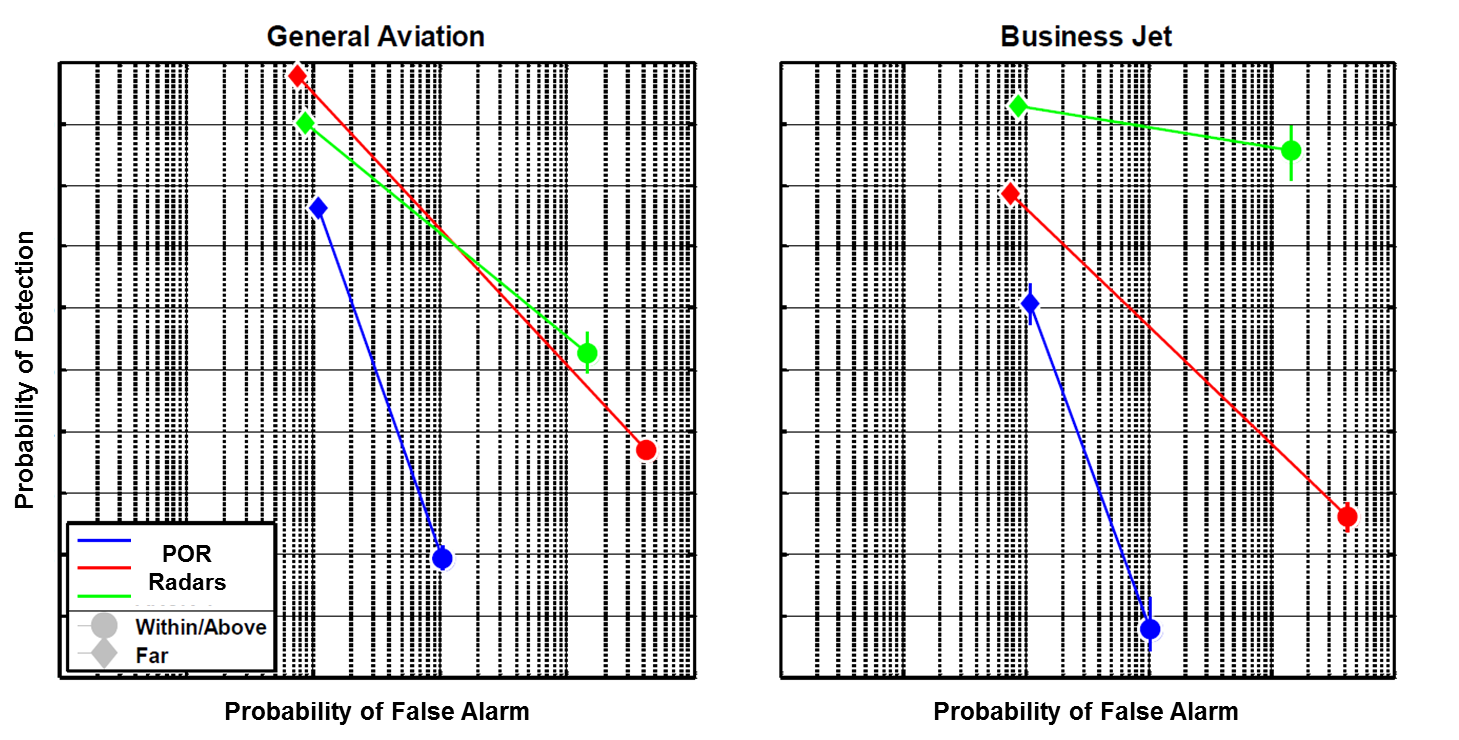 General Aviation
Business Jet
Probability of Detection
POR
Radars
Within/Above
Far
Probability of False Alarm
Probability of False Alarm